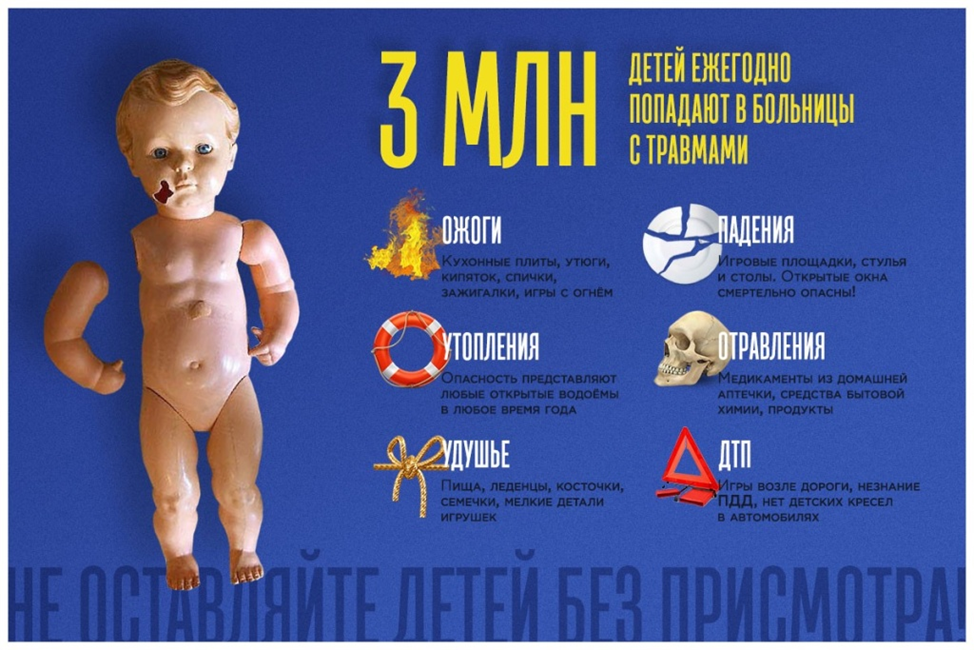 3 МЛН
ДЕТЕЙ ЕЖЕГОДНО
ПОПАДАЮТ В БОЛЬНИЦЫ
С ТРАВМАМИ
ОЖОГИ
Кухонные плиты, утюги,
кипяток, спички,
зажигалки, игры с огнём
ПАДЕНИЯ
Игровые площадки, стулья
и столы. Открытые окна
смертельно опасны!
УТОПЛЕНИЯ
Опасность представляют
любые открытые водоёмы
в любое время года
ОТРАВЛЕНИЯ
Медикаменты из домашней
аптечки, средства бытовой
химии, продукты
УДУШЬЕ
Пища, леденцы, косточки,
семечки, мелкие детали
игрушек
ДТП
Игры возле дороги, незнание
ПДД, нет детских кресел
в автомобилях
НЕ ОСТАВЛЯЙТЕ ДЕТЕЙ БЕЗ ПРИСМОТРА!